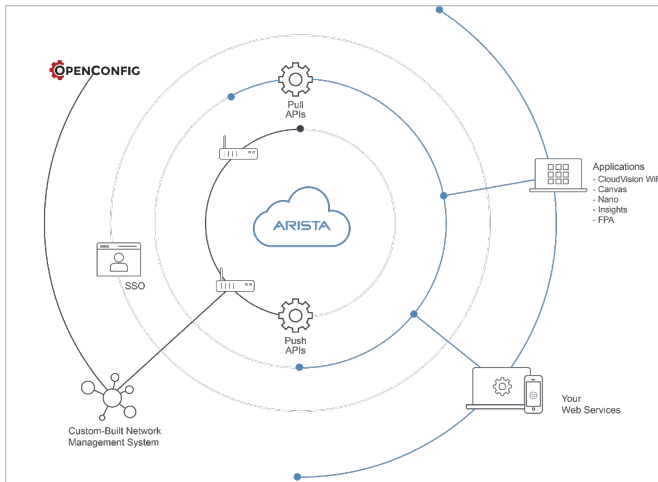 OPENCONFIG
Pull
APIs
Applications
- CloudVision WiFi
- Canvas
- Nano
- Insights
- FPA
ARISTA
SSO
Push
APIs
Your
Web Services
Custom-Built Network
Management System